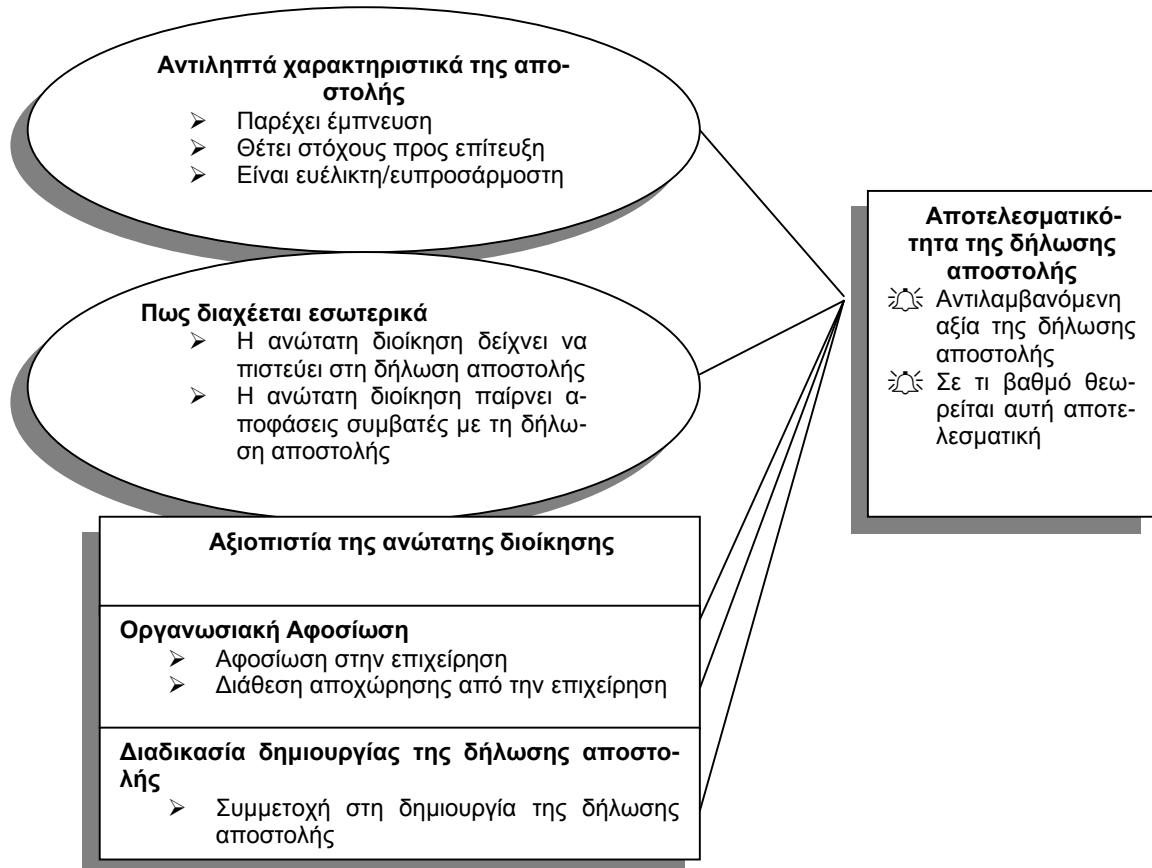 Αντιληπτά χαρακτηριστικά της απο-
στολής
➢ Παρέχει έμπνευση
➢ Θέτει στόχους προς επίτευξη
➢ Είναι ευέλικτη/ευπροσάρμοστη
Πως διαχέεται εσωτερικά
➢ Η ανώτατη διοίκηση δείχνει να
πιστεύει στη δήλωση αποστολής
➢ Η ανώτατη διοίκηση παίρνει α-
ποφάσεις συμβατές με τη δήλω-
ση αποστολής
Αξιοπιστία της ανώτατης διοίκησης
Οργανωσιακή Αφοσίωση
➢ Αφοσίωση στην επιχείρηση
➢ Διάθεση αποχώρησης από την επιχείρηση
Διαδικασία δημιουργίας της δήλωσης αποστο-
λής
➢ Συμμετοχή στη δημιουργία της δήλωσης
αποστολής
Αποτελεσματικό-
τητα της δήλωσης
αποστολής
Αντιλαμβανόμενη
αξία της δήλωσης
αποστολής
Σε τι βαθμό θεω-
ρείται αυτή αποτε-
λεσματική